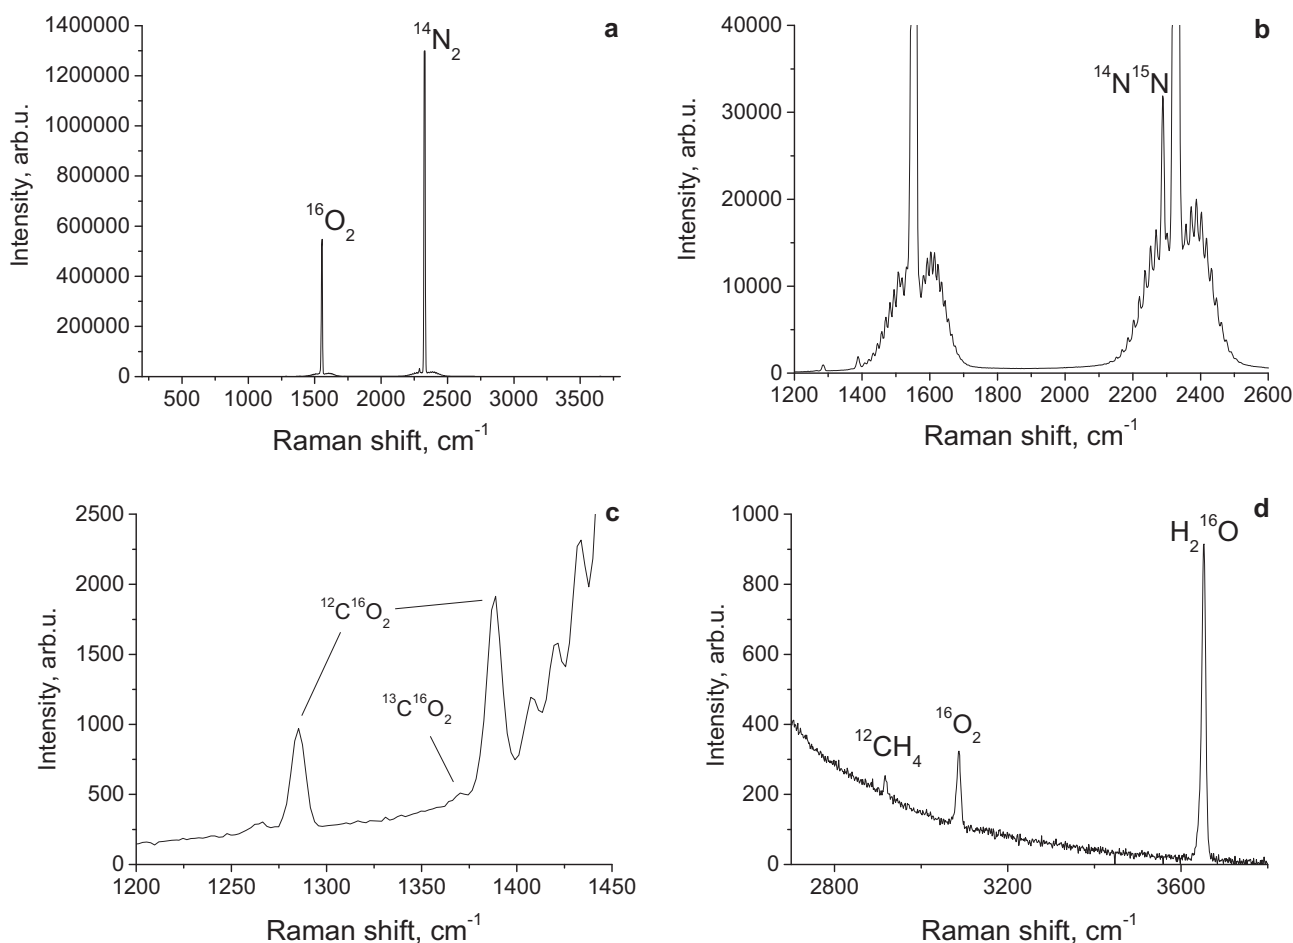 a
1400000
1200000
1000000
800000
600000
400000
200000
0
500 1000 1500 2000 2500 3000 3500
Intensity, arb.u.
Raman shift, cm⁻¹
¹⁴N₂
¹⁶O₂
b
40000
30000
20000
10000
0
1200 1400 1600 1800 2000 2200 2400 2600
Intensity, arb.u.
Raman shift, cm⁻¹
¹⁴N¹⁵N
c
2500
2000
1500
1000
500
0
1200 1250 1300 1350 1400 1450
Intensity, arb.u.
Raman shift, cm⁻¹
¹²C¹⁶O₂
¹³C¹⁶O₂
d
1000
800
600
400
200
0
2800 3200 3600
Intensity, arb.u.
Raman shift, cm⁻¹
H₂¹⁶O
¹⁶O₂
¹²CH₄